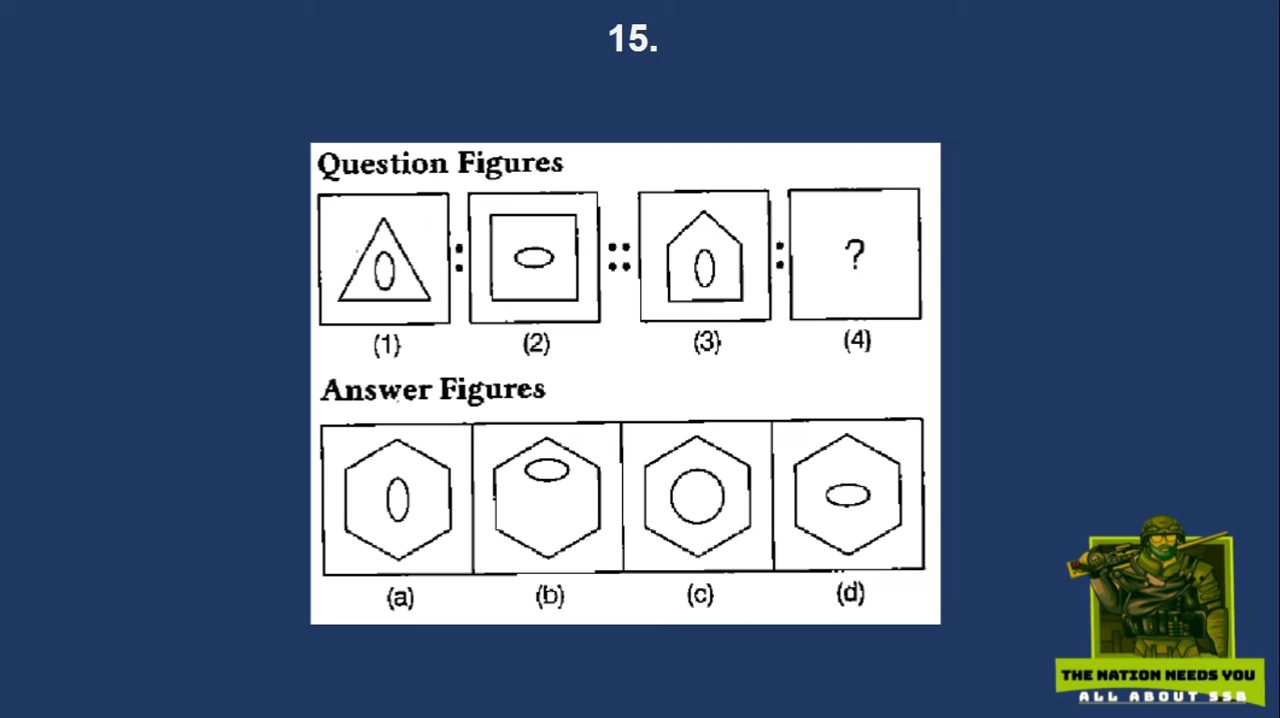 15.
Question Figures
: :: : ?
(1) (2) (3) (4)
Answer Figures
(a) (b) (c) (d)
THE NATION NEEDS YOU
ALL ABOUT SSB